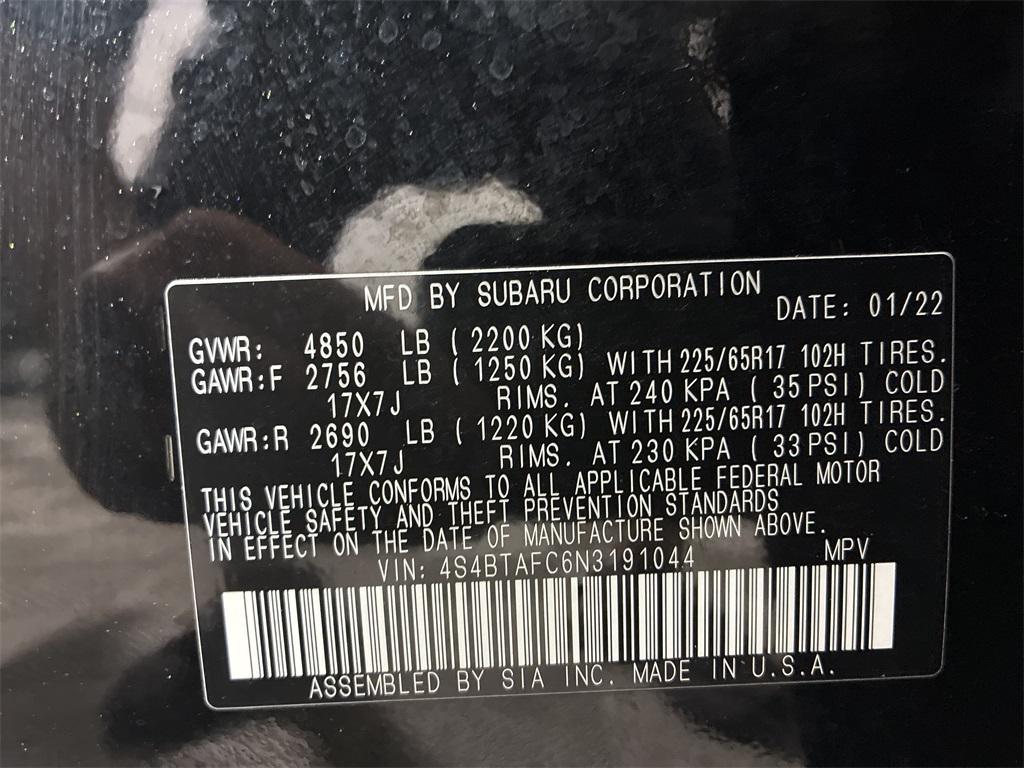 MFD BY SUBARU CORPORATION
DATE: 01/22
GVWR: 4850 LB ( 2200 KG)
GAWR:F 2756 LB ( 1250 KG) WITH 225/65R17 102H TIRES.
17X7J RIMS. AT 240 KPA ( 35 PSI) COLD
GAWR:R 2690 LB ( 1220 KG) WITH 225/65R17 102H TIRES.
17X7J RIMS. AT 230 KPA ( 33 PSI) COLD
THIS VEHICLE CONFORMS TO ALL APPLICABLE FEDERAL MOTOR
VEHICLE SAFETY AND THEFT PREVENTION STANDARDS
IN EFFECT ON THE DATE OF MANUFACTURE SHOWN ABOVE.
VIN: 4S4BTAFC6N3191044 MPV
ASSEMBLED BY SIA INC. MADE IN U.S.A.